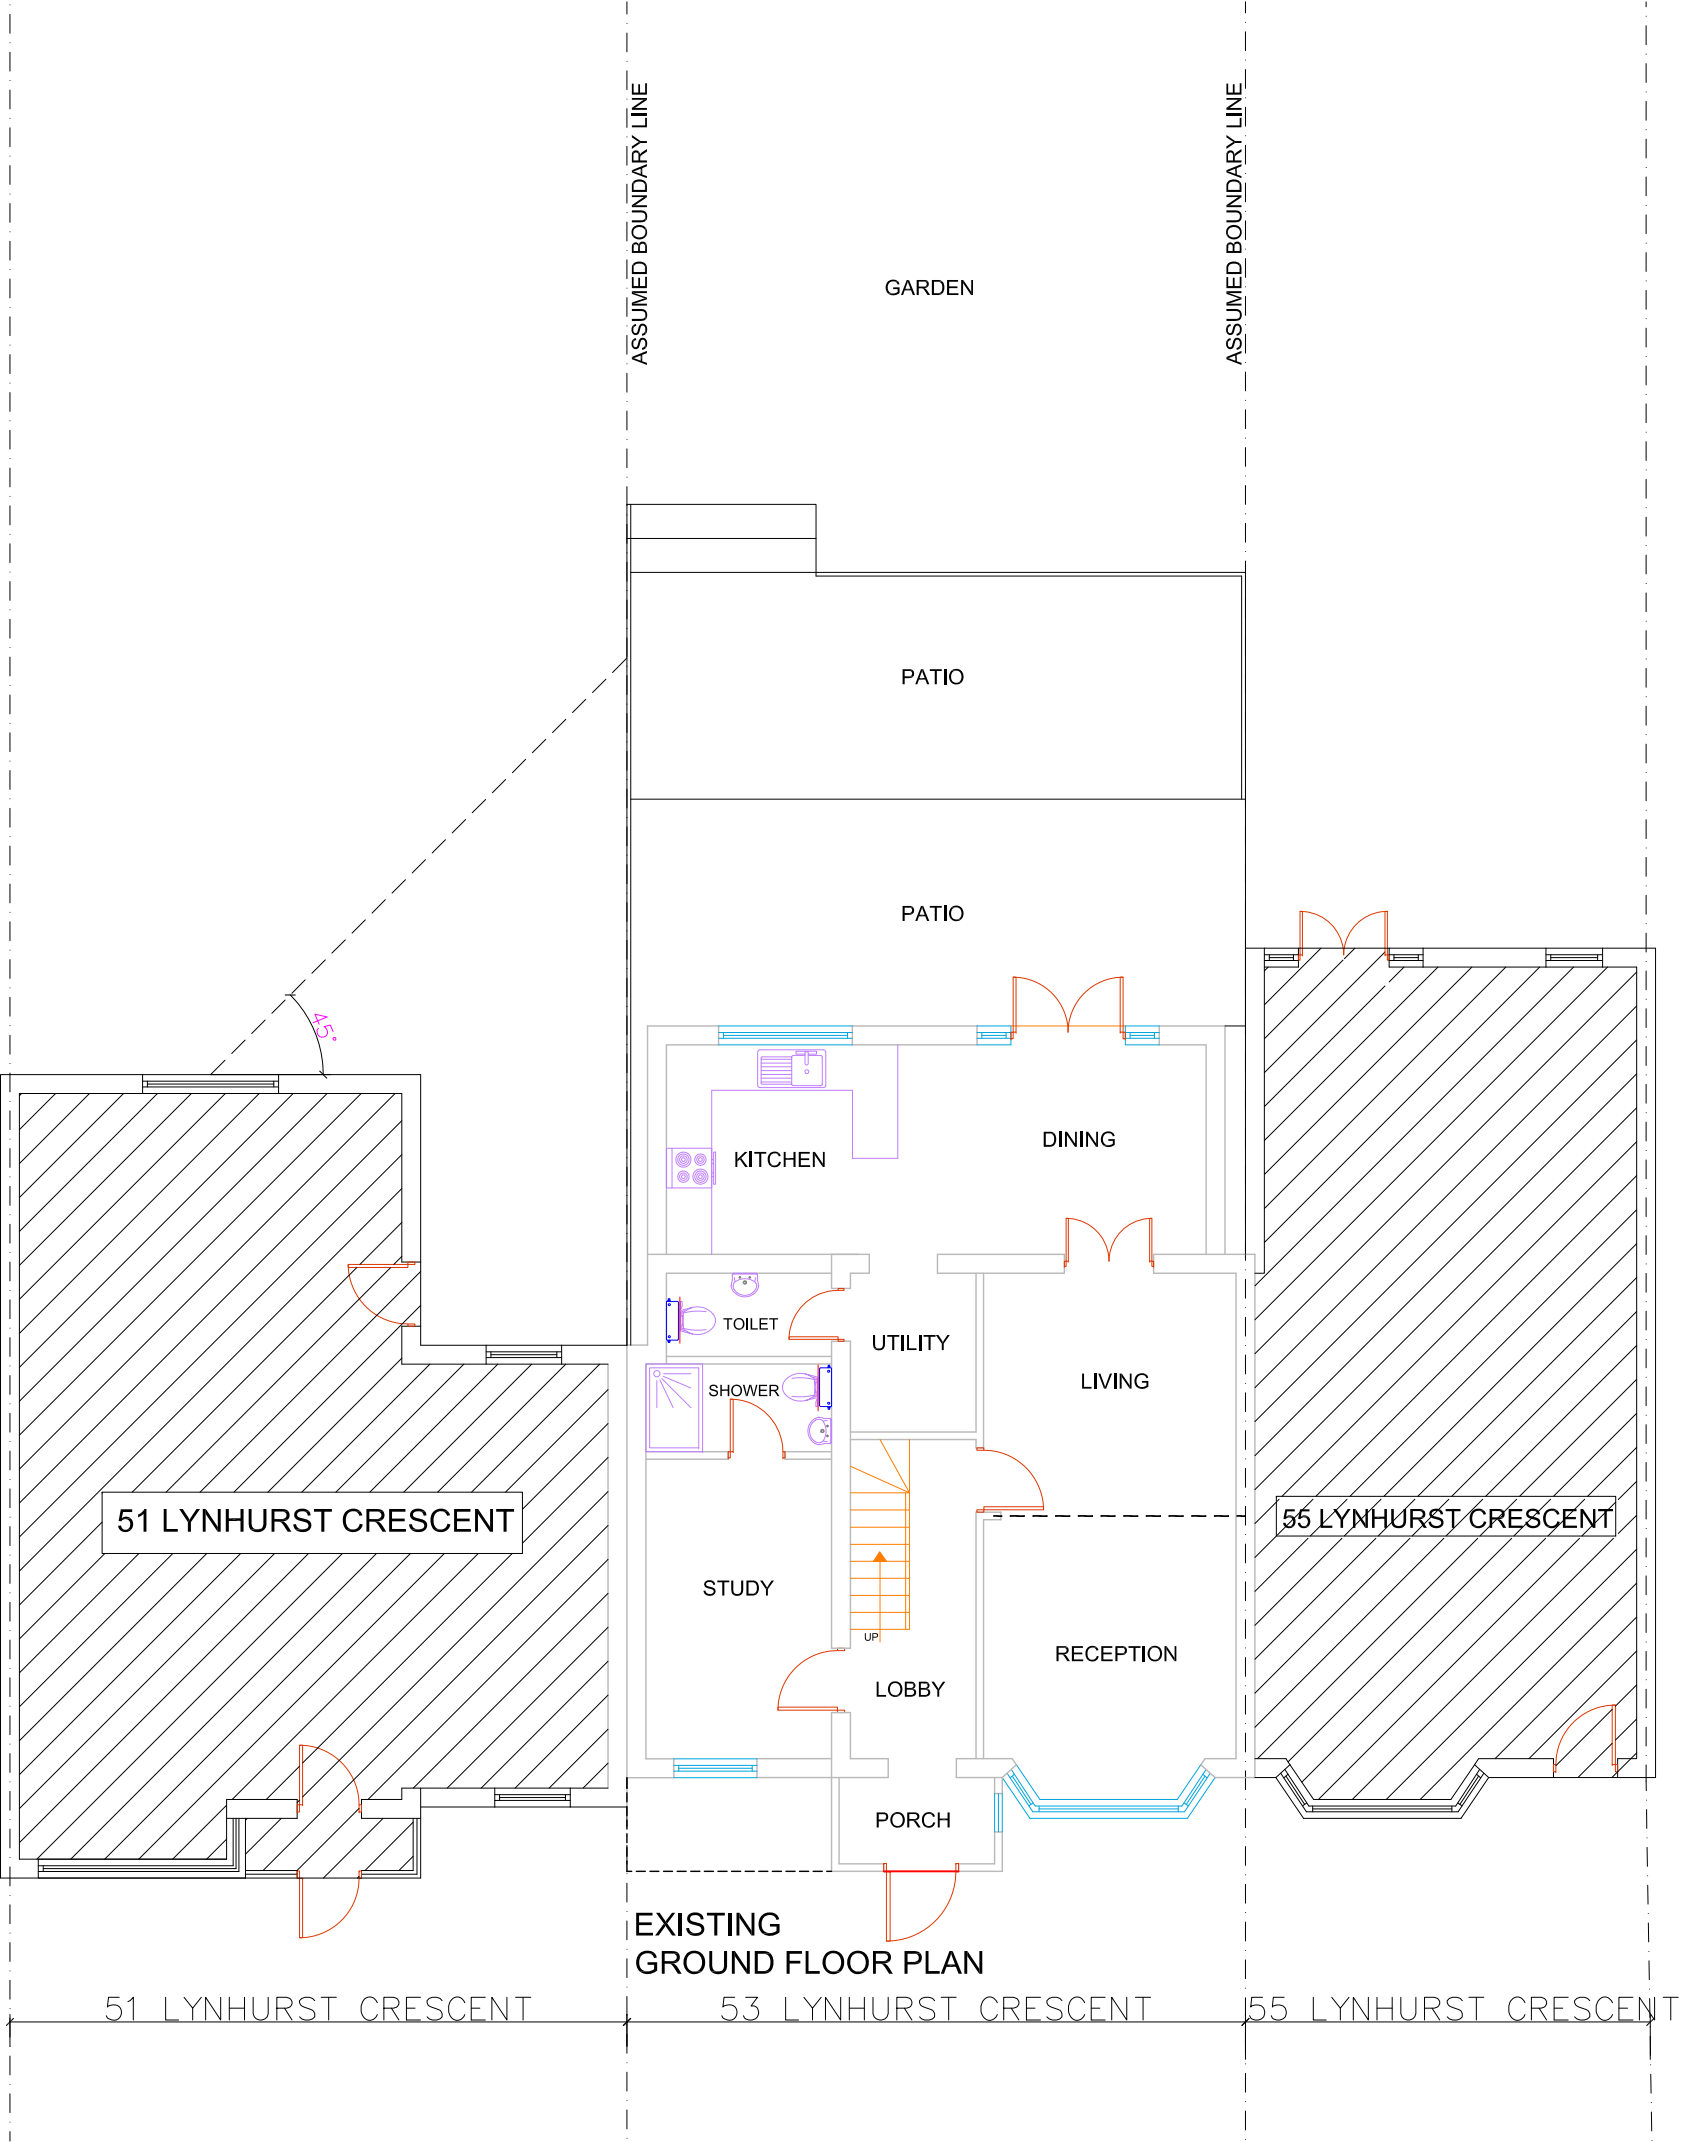 ASSUMED BOUNDARY LINE
ASSUMED BOUNDARY LINE
GARDEN
PATIO
PATIO
45°
KITCHEN
DINING
TOILET
UTILITY
SHOWER
LIVING
51 LYNHURST CRESCENT
55 LYNHURST CRESCENT
STUDY
UP
RECEPTION
LOBBY
PORCH
EXISTING
GROUND FLOOR PLAN
51 LYNHURST CRESCENT
53 LYNHURST CRESCENT
55 LYNHURST CRESCENT